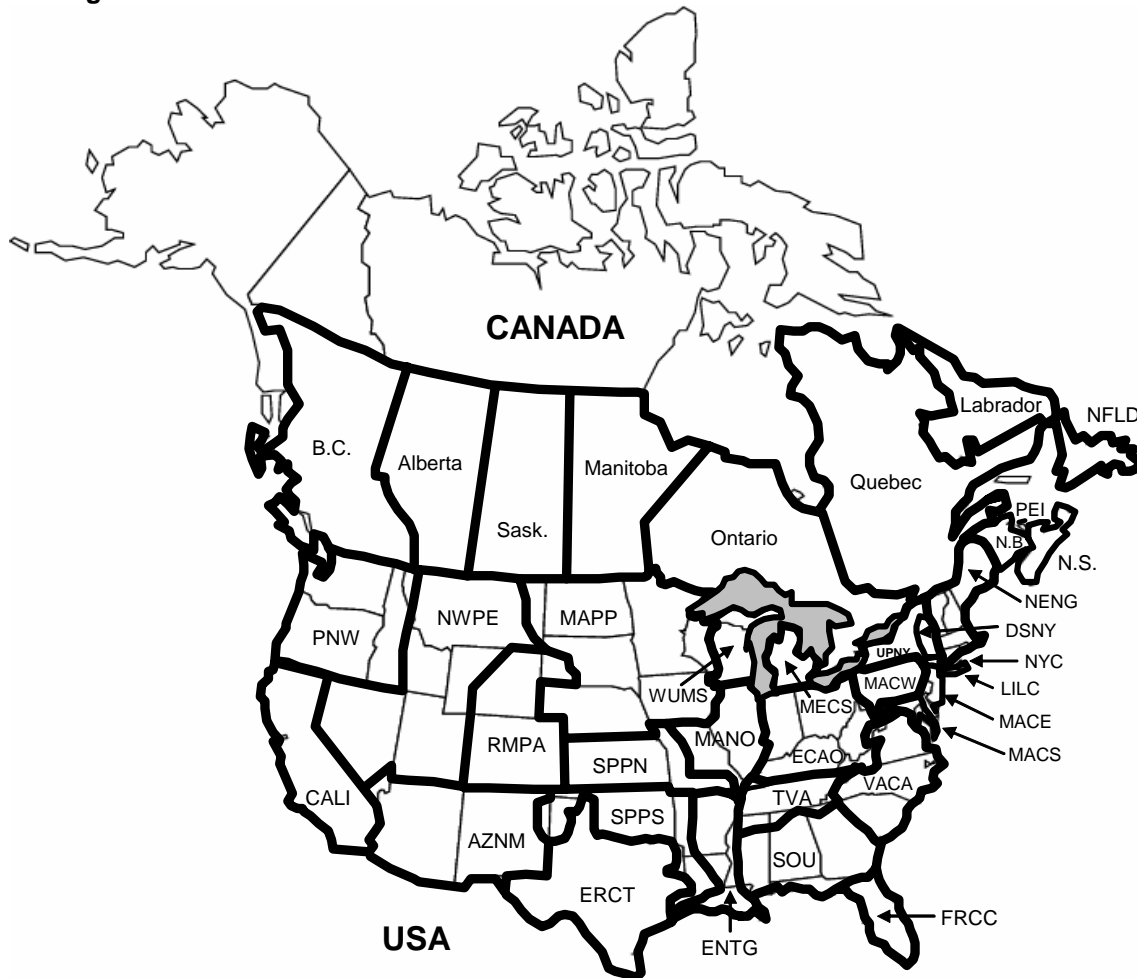 CANADA
Labrador
NFLD
B.C.
Alberta
Manitoba
Quebec
Sask.
Ontario
PEI
N.B
N.S.
NENG
PNW
NWPE
MAPP
DSNY
UPNY
NYC
WUMS
MECS
MACW
LILC
MACE
RMPA
MANO
ECAO
MACS
SPPN
CALI
TVA
VACA
SPPS
AZNM
SOU
ERCT
FRCC
USA
ENTG